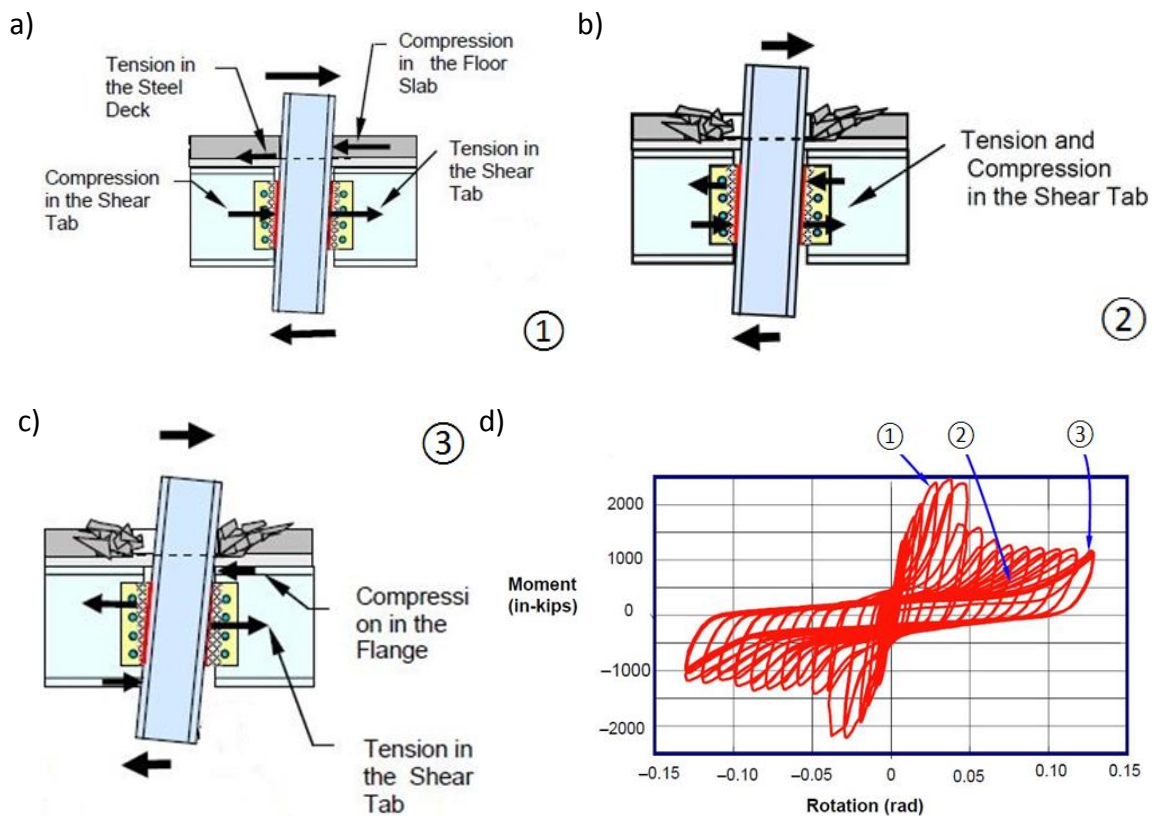 a)
Tension in
the Steel
Deck
Compression
in the Floor
Slab
Compression
in the Shear
Tab
Tension in
the Shear
Tab
①
b)
Tension and
Compression
in the Shear Tab
②
c)
③
Compressi
on in the
Flange
Tension in
the Shear
Tab
d)
① ② ③
Moment
(in-kips)
2000
1000
0
−1000
−2000
−0.15 −0.10 −0.05 0 0.05 0.10 0.15
Rotation (rad)